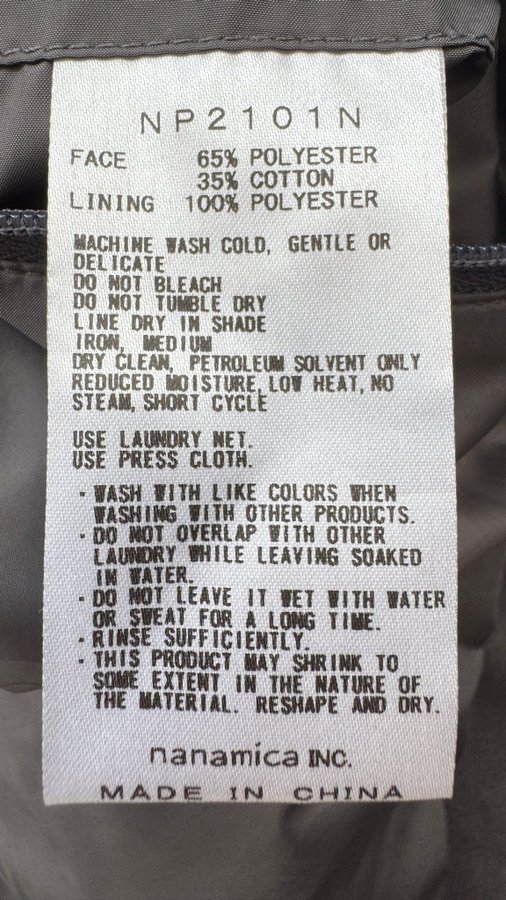 NP2101N
FACE 65% POLYESTER
35% COTTON
LINING 100% POLYESTER
MACHINE WASH COLD, GENTLE OR
DELICATE
DO NOT BLEACH
DO NOT TUMBLE DRY
LINE DRY IN SHADE
IRON, MEDIUM
DRY CLEAN, PETROLEUM SOLVENT ONLY
REDUCED MOISTURE, LOW HEAT, NO
STEAM, SHORT CYCLE
USE LAUNDRY NET.
USE PRESS CLOTH.
・WASH WITH LIKE COLORS WHEN
WASHING WITH OTHER PRODUCTS.
・DO NOT OVERLAP WITH OTHER
LAUNDRY WHILE LEAVING SOAKED
IN WATER.
・DO NOT LEAVE IT WET WITH WATER
OR SWEAT FOR A LONG TIME.
・RINSE SUFFICIENTLY.
・THIS PRODUCT MAY SHRINK TO
SOME EXTENT IN THE NATURE OF
THE MATERIAL. RESHAPE AND DRY.
nanamica INC.
MADE IN CHINA